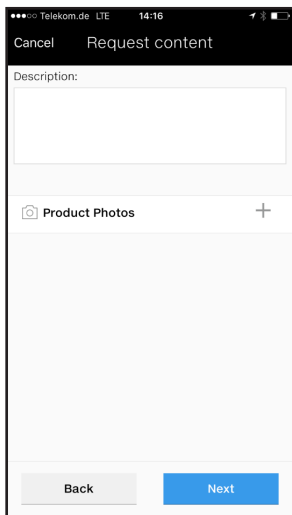 Telekom.de LTE 14:16
Cancel Request content
Description:
Product Photos
Back Next